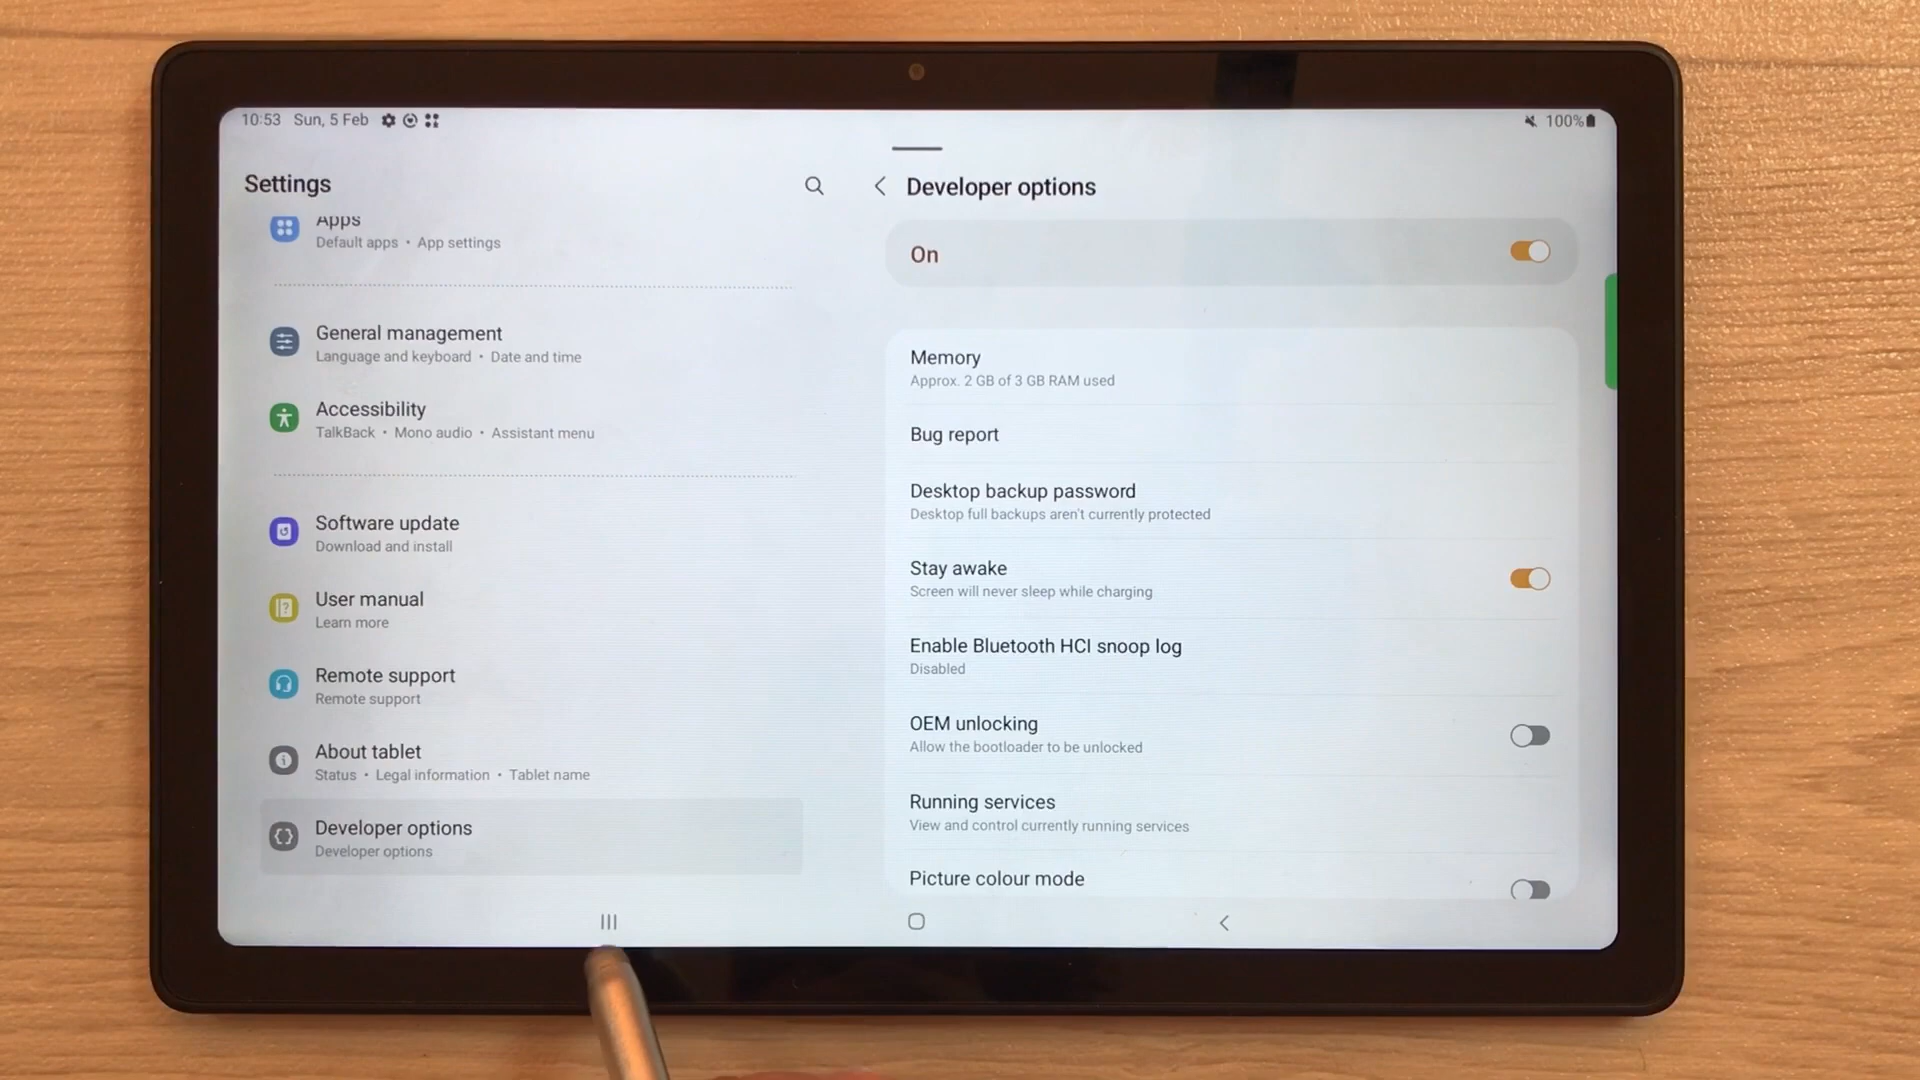 10:53 Sun, 5 Feb
100%
Settings
Apps
Default apps • App settings
General management
Language and keyboard • Date and time
Accessibility
TalkBack • Mono audio • Assistant menu
Software update
Download and install
User manual
Learn more
Remote support
Remote support
About tablet
Status • Legal information • Tablet name
Developer options
Developer options
Developer options
On
Memory
Approx. 2 GB of 3 GB RAM used
Bug report
Desktop backup password
Desktop full backups aren't currently protected
Stay awake
Screen will never sleep while charging
Enable Bluetooth HCI snoop log
Disabled
OEM unlocking
Allow the bootloader to be unlocked
Running services
View and control currently running services
Picture colour mode